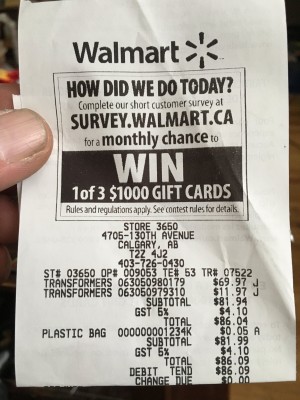 Walmart
HOW DID WE DO TODAY?
Complete our short customer survey at
SURVEY.WALMART.CA
for a monthly chance to
WIN
1 of 3 $1000 GIFT CARDS
Rules and regulations apply. See contest rules for details.
STORE 3650
4705-130TH AVENUE
CALGARY, AB
T2Z 4J2
403-726-0430
ST# 03650 OP# 009053 TE# 53 TR# 07522
TRANSFORMERS 063050980179 $69.97 J
TRANSFORMERS 063050979310 $11.97 J
SUBTOTAL $81.94
GST 5% $4.10
TOTAL $86.04
PLASTIC BAG 000000001234K $0.05 A
SUBTOTAL $81.99
GST 5% $4.10
TOTAL $86.09
DEBIT TEND $86.09
CHANGE DUE $0.00